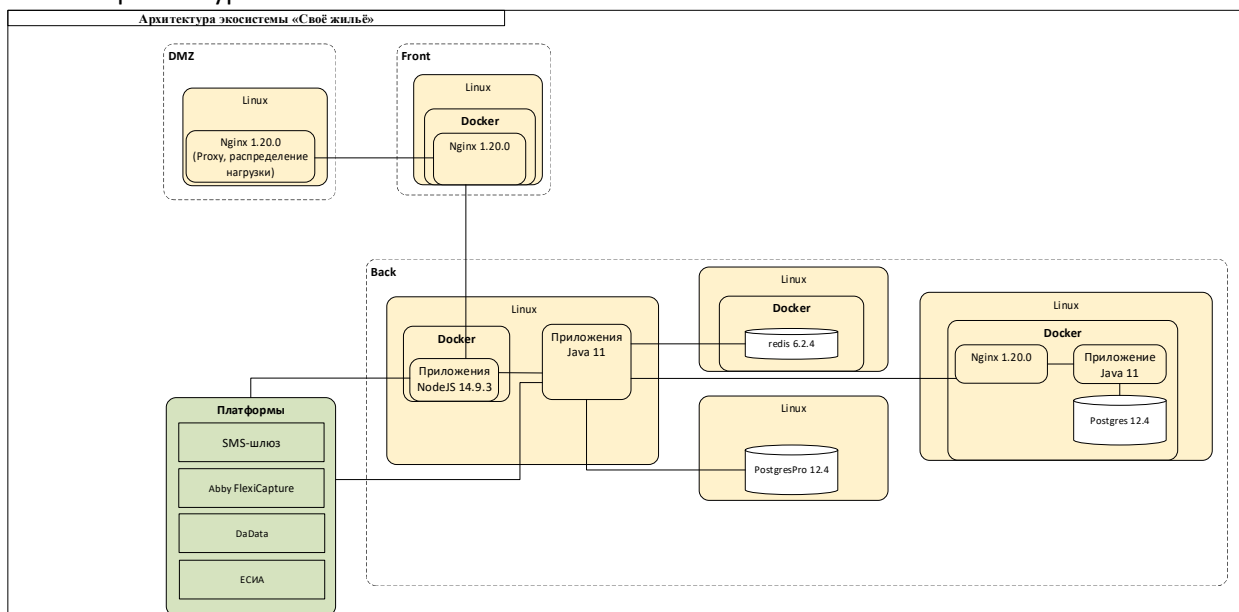 Архитектура экосистемы «Своё жильё»
DMZ
Linux
Nginx 1.20.0
(Proxy, распределение
нагрузки)
Front
Linux
Docker
Nginx 1.20.0
Back
Linux
Docker
Приложения
NodeJS 14.9.3
Приложения
Java 11
Linux
Docker
redis 6.2.4
Linux
PostgresPro 12.4
Linux
Docker
Nginx 1.20.0
Приложение
Java 11
Postgres 12.4
Платформы
SMS-шлюз
Abby FlexiCapture
DaData
ЕСИА